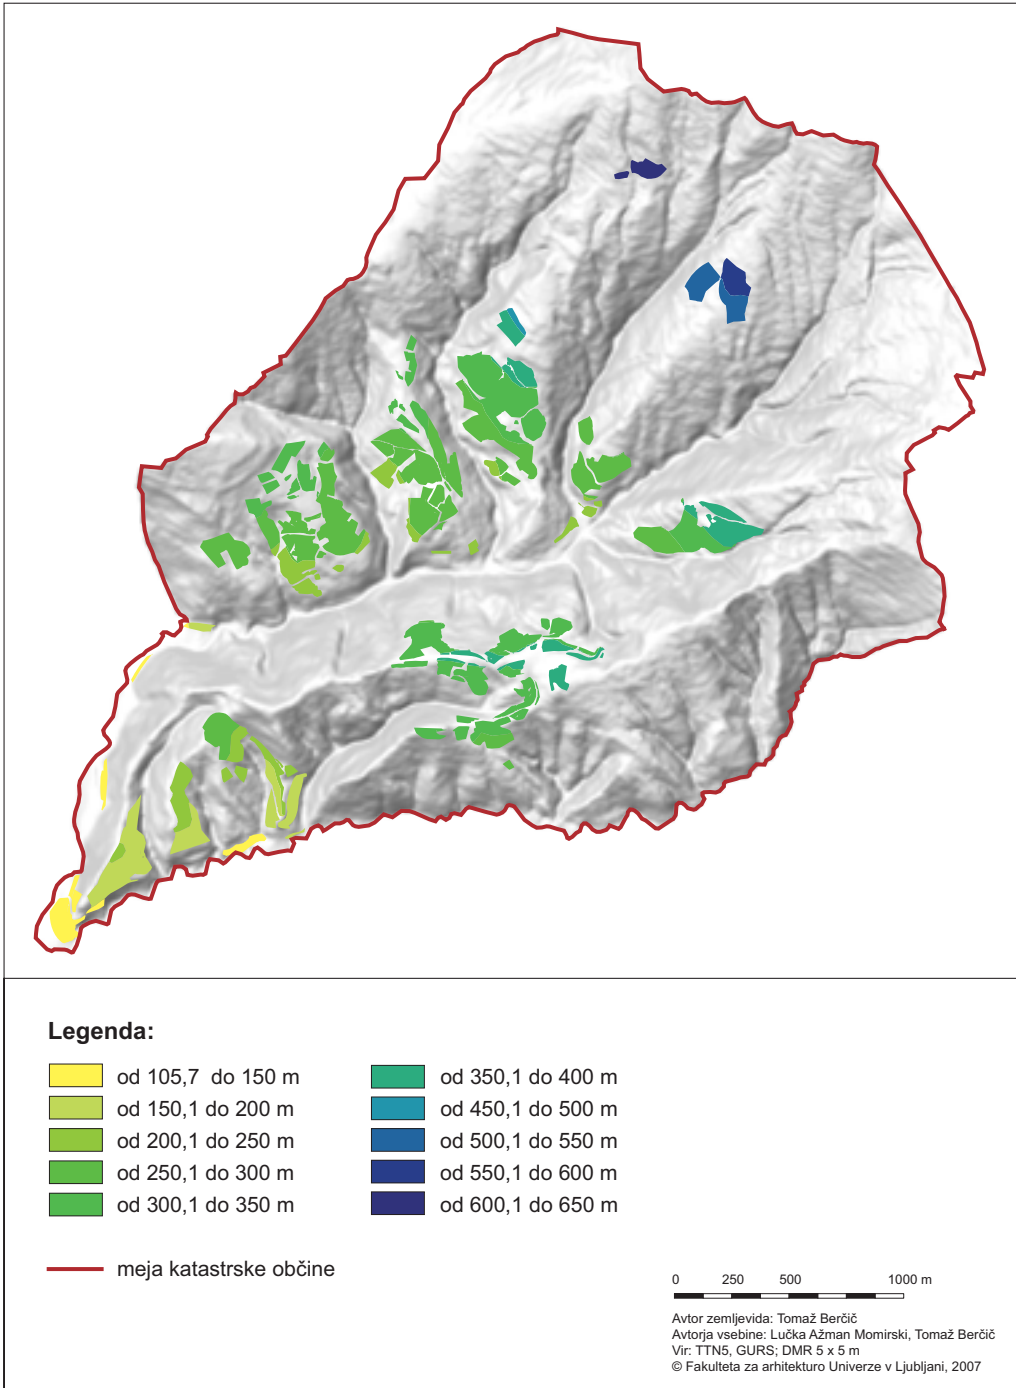 Legenda:
od 105,7 do 150 m
od 150,1 do 200 m
od 200,1 do 250 m
od 250,1 do 300 m
od 300,1 do 350 m
od 350,1 do 400 m
od 450,1 do 500 m
od 500,1 do 550 m
od 550,1 do 600 m
od 600,1 do 650 m
meja katastrske občine
0 250 500 1000 m
Avtor zemljevida: Tomaž Berčič
Avtorja vsebine: Lučka Ažman Momirski, Tomaž Berčič
Vir: TTN5, GURS; DMR 5 x 5 m
© Fakulteta za arhitekturo Univerze v Ljubljani, 2007